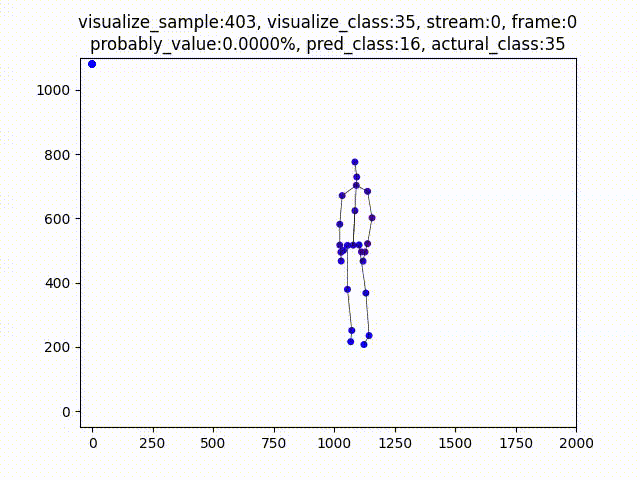 visualize_sample:403, visualize_class:35, stream:0, frame:0
probably_value:0.0000%, pred_class:16, actural_class:35
1000
800
600
400
200
0
0 250 500 750 1000 1250 1500 1750 2000